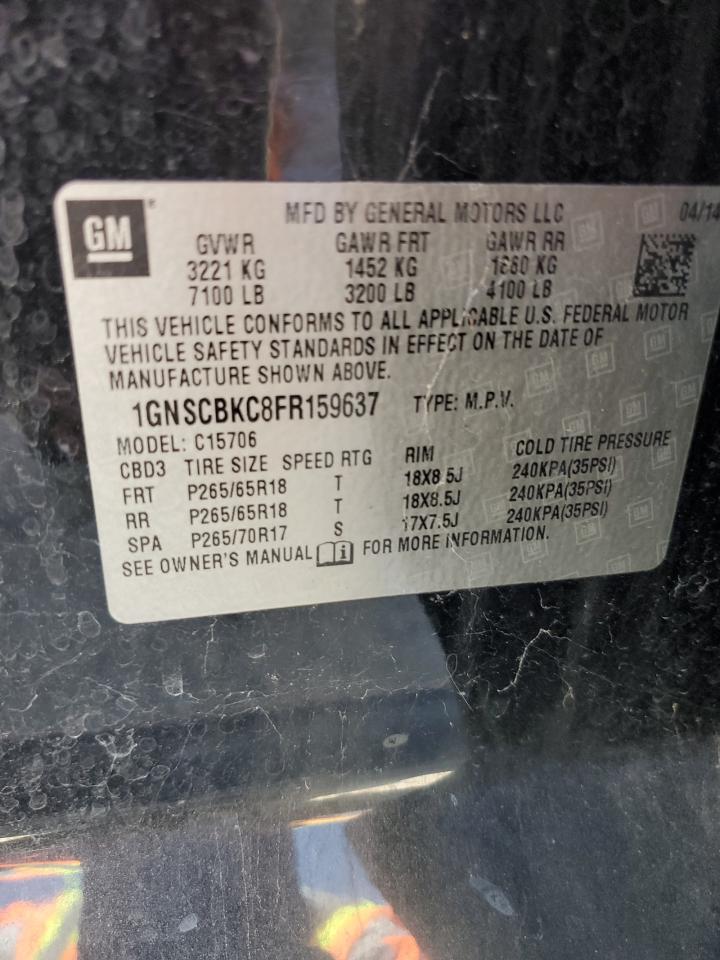 GM
MFD BY GENERAL MOTORS LLC 04/14
GVWR GAWR FRT GAWR RR
3221 KG 1452 KG 1860 KG
7100 LB 3200 LB 4100 LB
THIS VEHICLE CONFORMS TO ALL APPLICABLE U.S. FEDERAL MOTOR
VEHICLE SAFETY STANDARDS IN EFFECT ON THE DATE OF
MANUFACTURE SHOWN ABOVE.
1GNSCBKC8FR159637 TYPE: M.P.V.
MODEL: C15706
CBD3 TIRE SIZE SPEED RTG RIM COLD TIRE PRESSURE
FRT P265/65R18 T 18X8.5J 240KPA(35PSI)
RR P265/65R18 T 18X8.5J 240KPA(35PSI)
SPA P265/70R17 S 17X7.5J 240KPA(35PSI)
SEE OWNER'S MANUAL FOR MORE INFORMATION.